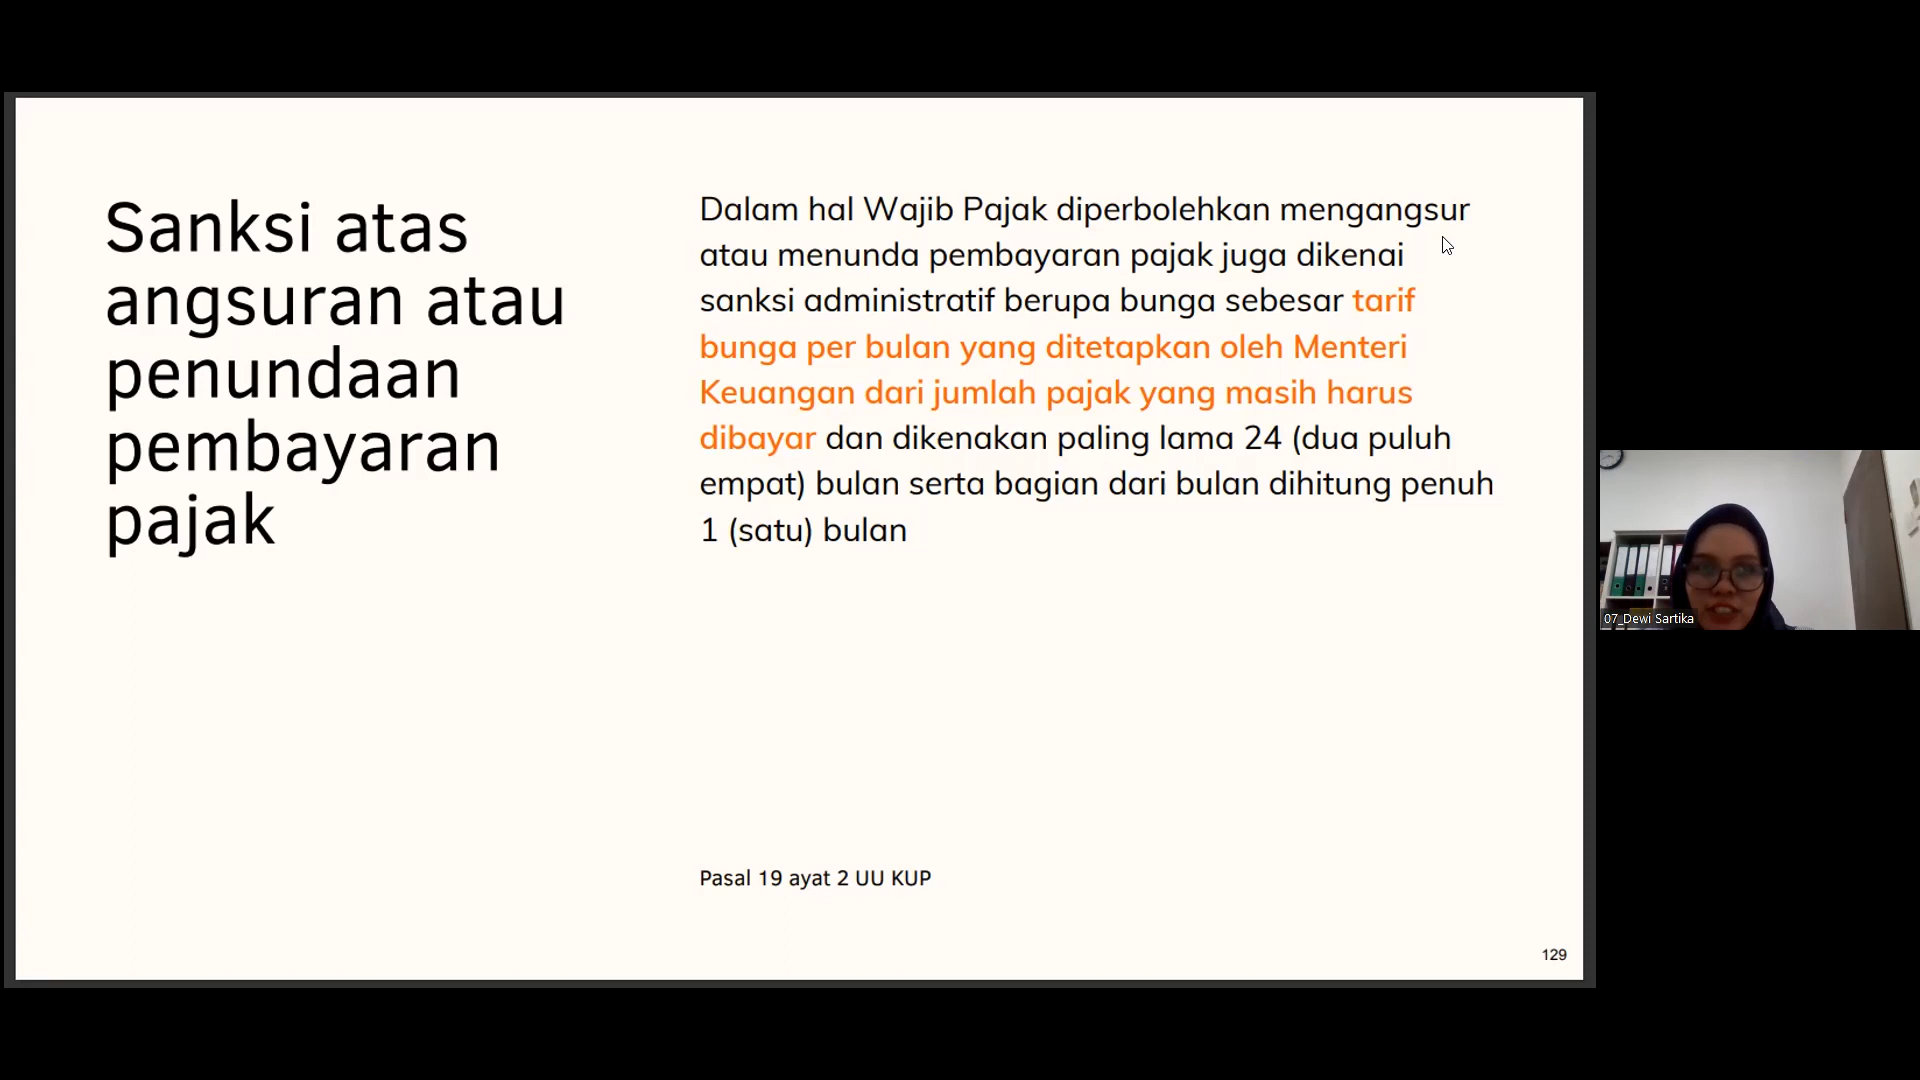 Sanksi atas
angsuran atau
penundaan
pembayaran
pajak
Dalam hal Wajib Pajak diperbolehkan mengangsur
atau menunda pembayaran pajak juga dikenai
sanksi administratif berupa bunga sebesar tarif
bunga per bulan yang ditetapkan oleh Menteri
Keuangan dari jumlah pajak yang masih harus
dibayar dan dikenakan paling lama 24 (dua puluh
empat) bulan serta bagian dari bulan dihitung penuh
1 (satu) bulan
Pasal 19 ayat 2 UU KUP
129
07_Dewi Sartika